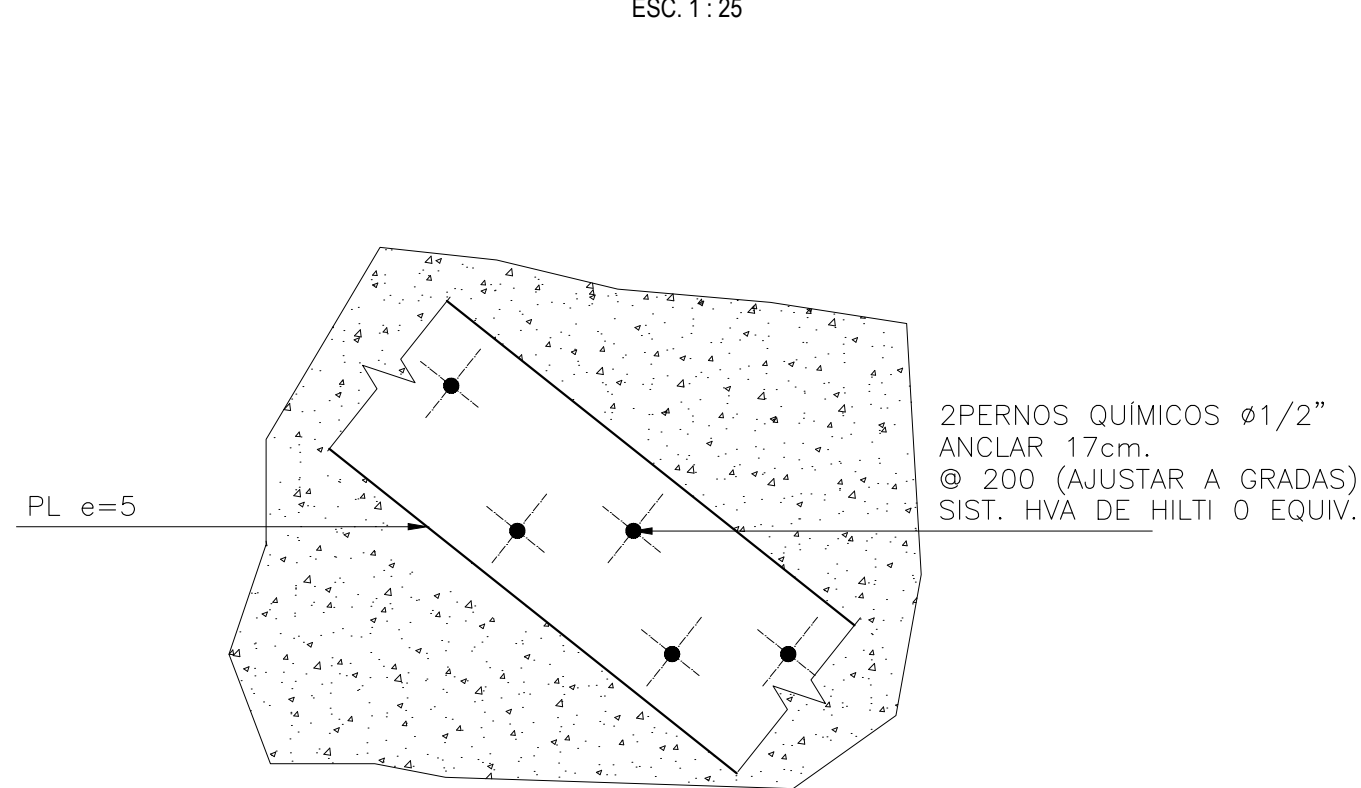 ESC. 1 : 25
2PERNOS QUÍMICOS ø1/2”
ANCLAR 17cm.
@ 200 (AJUSTAR A GRADAS)
SIST. HVA DE HILTI O EQUIV.
PL e=5